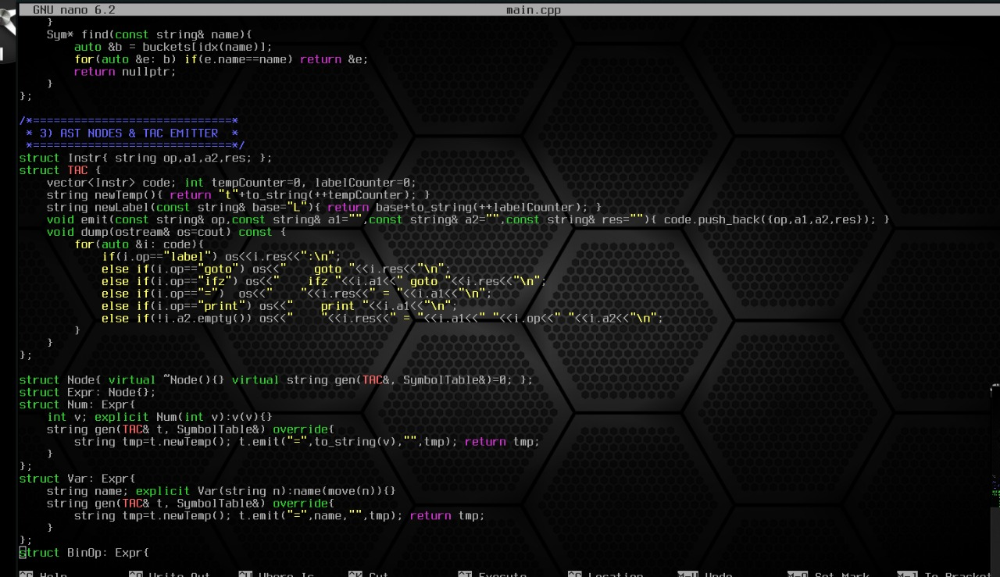 GNU nano 6.2 main.cpp
    }
    Sym* find(const string& name){
        auto &b = buckets[idx(name)];
        for(auto &e: b) if(e.name==name) return &e;
        return nullptr;
    }
};

/*=============================*
 * 3) AST NODES & TAC EMITTER  *
 *=============================*/
struct Instr{ string op,a1,a2,res; };
struct TAC {
    vector<Instr> code; int tempCounter=0, labelCounter=0;
    string newTemp(){ return "t"+to_string(++tempCounter); }
    string newLabel(const string& base="L"){ return base+to_string(++labelCounter); }
    void emit(const string& op,const string& a1="",const string& a2="",const string& res=""){ code.push_back({op,a1,a2,res}); }
    void dump(ostream& os=cout) const {
        for(auto &i: code){
            if(i.op=="label") os<<i.res<<":\n";
            else if(i.op=="goto") os<<"    goto "<<i.res<<"\n";
            else if(i.op=="ifz") os<<"    ifz "<<i.a1<<" goto "<<i.res<<"\n";
            else if(i.op=="=")  os<<"    "<<i.res<<" = "<<i.a1<<"\n";
            else if(i.op=="print") os<<"    print "<<i.a1<<"\n";
            else if(!i.a2.empty()) os<<"    "<<i.res<<" = "<<i.a1<<" "<<i.op<<" "<<i.a2<<"\n";
        }
    }
};

struct Node{ virtual ~Node(){} virtual string gen(TAC&, SymbolTable&)=0; };
struct Expr: Node{};
struct Num: Expr{
    int v; explicit Num(int v):v(v){}
    string gen(TAC& t, SymbolTable&) override{
        string tmp=t.newTemp(); t.emit("=",to_string(v),"",tmp); return tmp;
    }
};
struct Var: Expr{
    string name; explicit Var(string n):name(move(n)){}
    string gen(TAC& t, SymbolTable&) override{
        string tmp=t.newTemp(); t.emit("=",name,"",tmp); return tmp;
    }
};
struct BinOp: Expr{
^G Help ^O Write Out ^W Where Is ^K Cut ^T Execute ^C Location M-U Undo M-A Set Mark M-] To Bracket